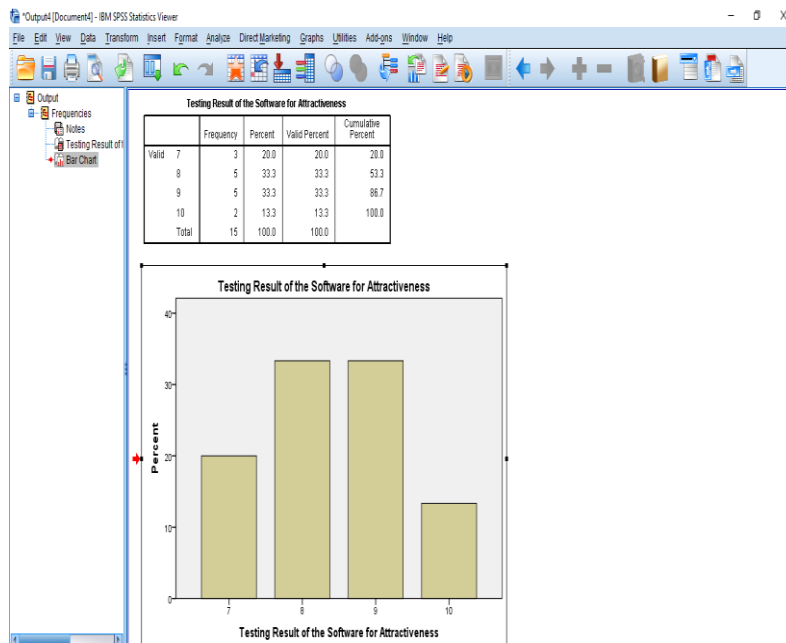 *Output4 [Document4] - IBM SPSS Statistics Viewer
File Edit View Data Transform Insert Format Analyze Direct Marketing Graphs Utilities Add-ons Window Help
Output
Frequencies
Notes
Testing Result of t
Bar Chart
Testing Result of the Software for Attractiveness
Frequency Percent Valid Percent Cumulative Percent
Valid 7 3 20.0 20.0 20.0
8 5 33.3 33.3 53.3
9 5 33.3 33.3 86.7
10 2 13.3 13.3 100.0
Total 15 100.0 100.0
Testing Result of the Software for Attractiveness
Percent
40
30
20
10
0
7 8 9 10
Testing Result of the Software for Attractiveness